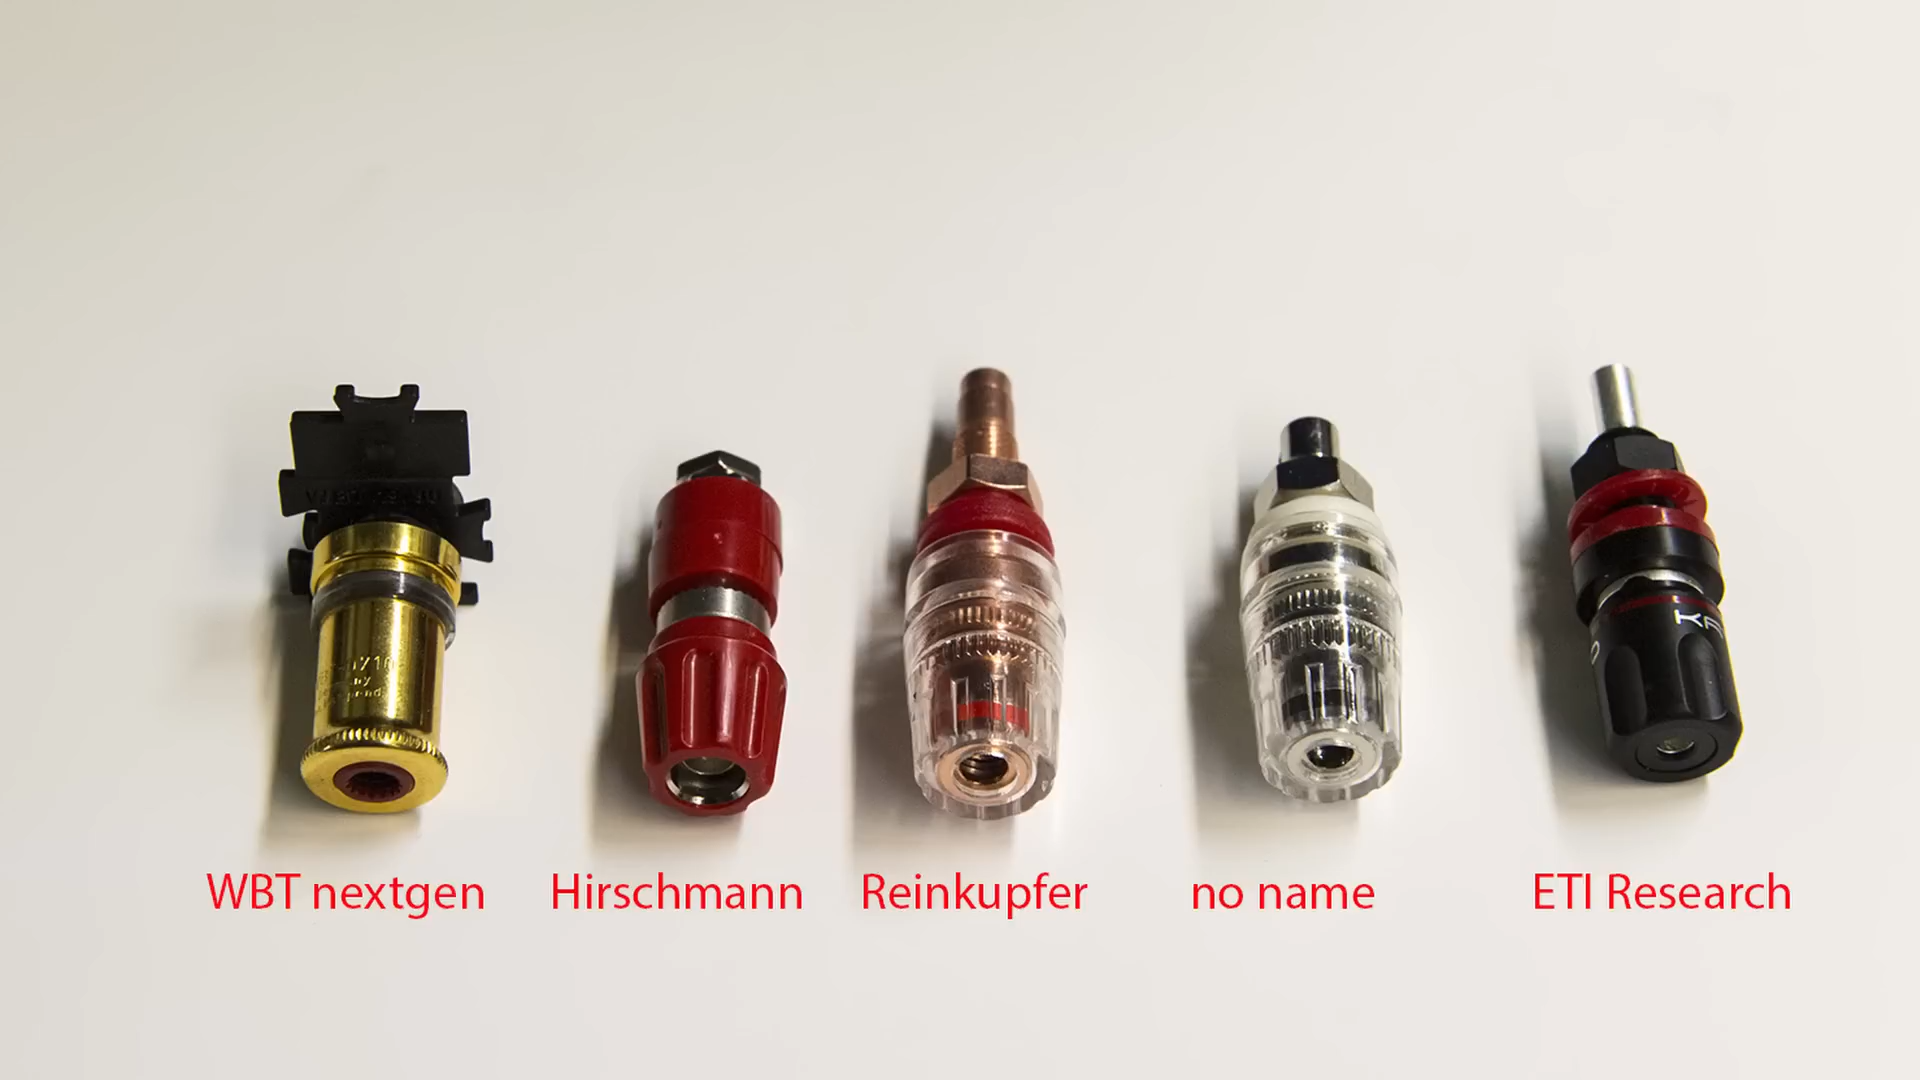 WBT nextgen
Hirschmann
Reinkupfer
no name
ETI Research